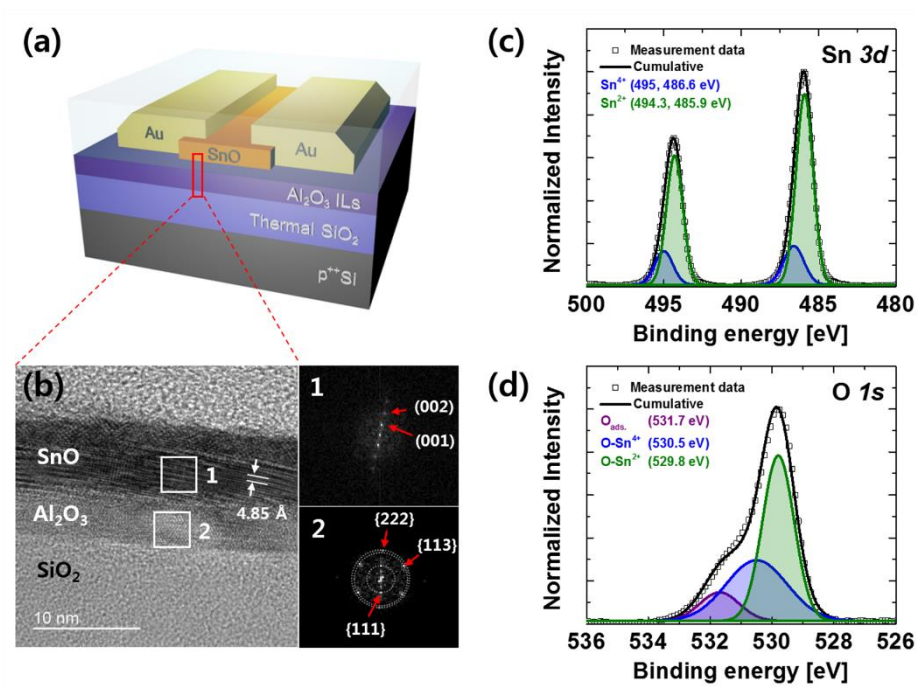 (a)
Au
SnO
Au
Al₂O₃ ILs
Thermal SiO₂
p⁺⁺Si
(b)
SnO
Al₂O₃
SiO₂
1
2
4.85 Å
10 nm
1
(002)
(001)
2
{222}
{113}
{111}
(c)
Measurement data
Cumulative
Sn⁴⁺ (495, 486.6 eV)
Sn²⁺ (494.3, 485.9 eV)
Sn 3d
Normalized Intensity
500 495 490 485 480
Binding energy [eV]
(d)
Measurement data
Cumulative
O_ads. (531.7 eV)
O-Sn⁴⁺ (530.5 eV)
O-Sn²⁺ (529.8 eV)
O 1s
Normalized Intensity
536 534 532 530 528 526
Binding energy [eV]